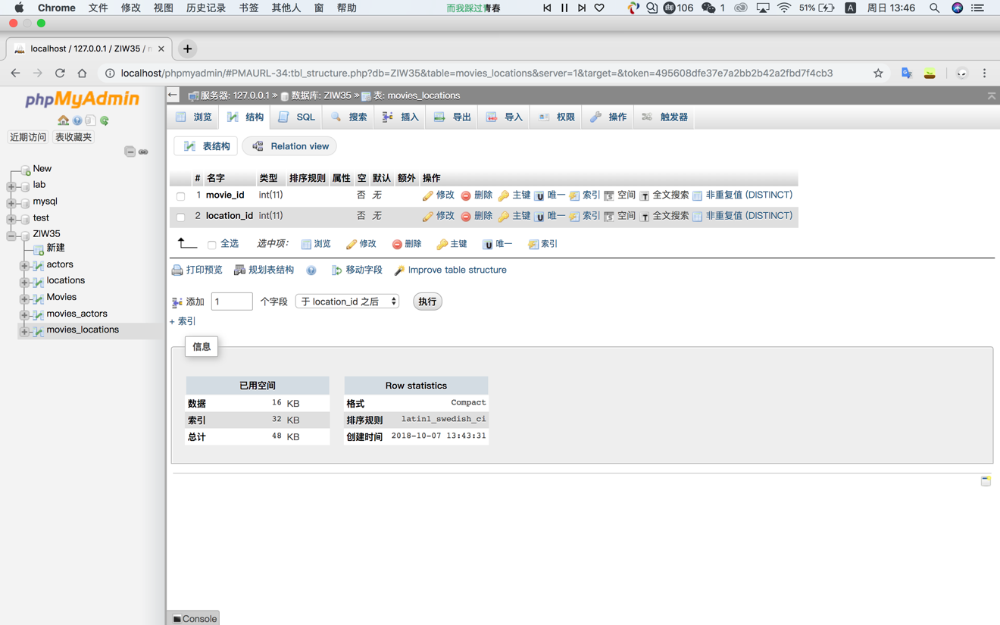 Chrome 文件 修改 视图 历史记录 书签 其他人 窗 帮助 而我踩过青春 106 1 51% A 周日 13:46
localhost / 127.0.0.1 / ZIW35 /
localhost/phpmyadmin/#PMAURL-34:tbl_structure.php?db=ZIW35&table=movies_locations&server=1&target=&token=495608dfe37e7a2bb2b42a2fbd7f4cb3
phpMyAdmin
近期访问 表收藏夹
New
lab
mysql
test
ZIW35
新建
actors
locations
Movies
movies_actors
movies_locations
服务器: 127.0.0.1 » 数据库: ZIW35 » 表: movies_locations
浏览 结构 SQL 搜索 插入 导出 导入 权限 操作 触发器
表结构 Relation view
# 名字 类型 排序规则 属性 空 默认 额外 操作
1 movie_id int(11) 否 无 修改 删除 主键 唯一 索引 空间 全文搜索 非重复值 (DISTINCT)
2 location_id int(11) 否 无 修改 删除 主键 唯一 索引 空间 全文搜索 非重复值 (DISTINCT)
全选 选中项: 浏览 修改 删除 主键 唯一 索引
打印预览 规划表结构 移动字段 Improve table structure
添加 1 个字段 于 location_id 之后 执行
+ 索引
信息
已用空间
数据 16 KB
索引 32 KB
总计 48 KB
Row statistics
格式 Compact
排序规则 latin1_swedish_ci
创建时间 2018-10-07 13:43:31
Console